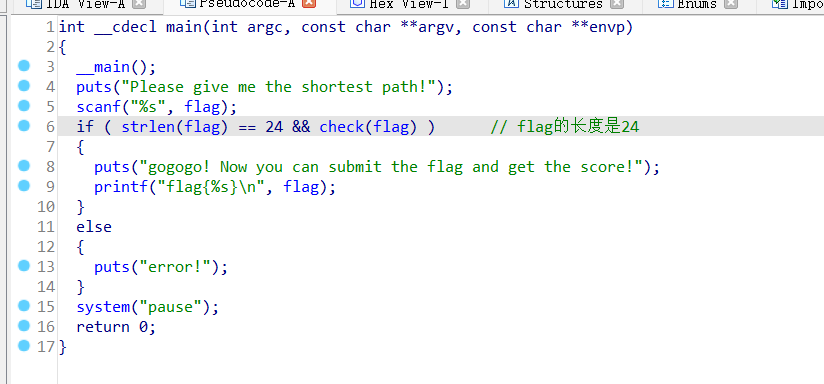 IDA View-A Pseudocode-A Hex View-1 Structures Enums Impo
1 int __cdecl main(int argc, const char **argv, const char **envp)
2 {
3 __main();
4 puts("Please give me the shortest path!");
5 scanf("%s", flag);
6 if ( strlen(flag) == 24 && check(flag) ) // flag的长度是24
7 {
8 puts("gogogo! Now you can submit the flag and get the score!");
9 printf("flag{%s}\n", flag);
10 }
11 else
12 {
13 puts("error!");
14 }
15 system("pause");
16 return 0;
17 }